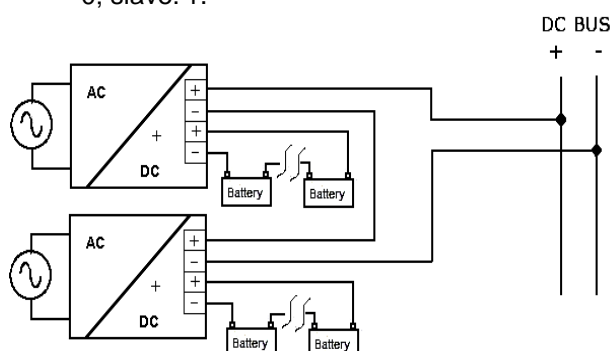 0, slave: 1.
DC BUS
+ -
AC
+
DC
+
-
+
-
Battery
Battery
AC
+
DC
+
-
+
-
Battery
Battery